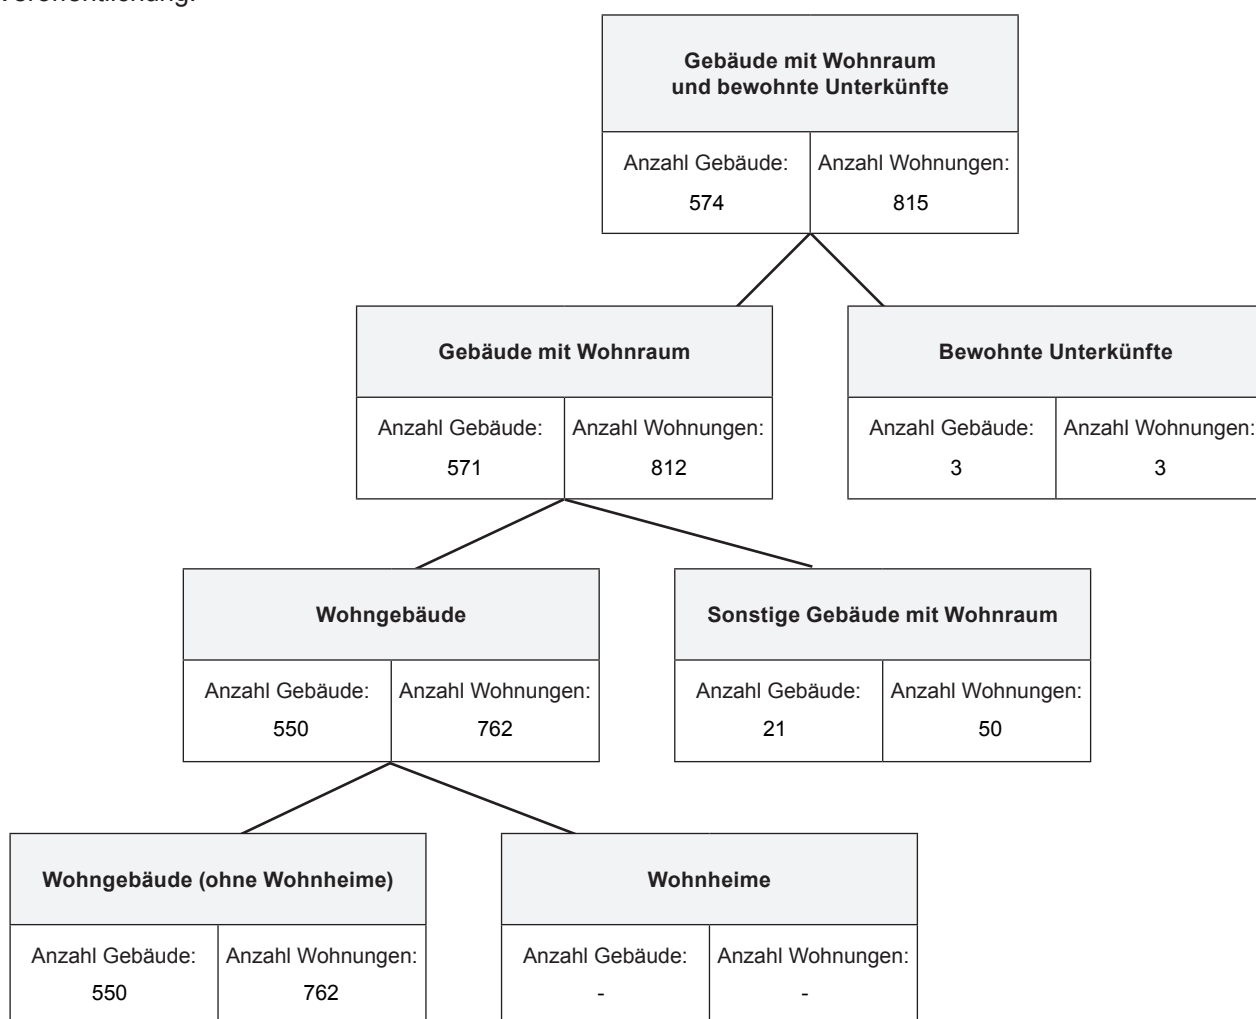 Veröffentlichung.
Gebäude mit Wohnraum
und bewohnte Unterkünfte
Anzahl Gebäude: Anzahl Wohnungen:
574 815
Gebäude mit Wohnraum
Bewohnte Unterkünfte
Anzahl Gebäude: Anzahl Wohnungen:
571 812
Anzahl Gebäude: Anzahl Wohnungen:
3 3
Wohngebäude
Sonstige Gebäude mit Wohnraum
Anzahl Gebäude: Anzahl Wohnungen:
550 762
Anzahl Gebäude: Anzahl Wohnungen:
21 50
Wohngebäude (ohne Wohnheime)
Wohnheime
Anzahl Gebäude: Anzahl Wohnungen:
550 762
Anzahl Gebäude: Anzahl Wohnungen:
- -